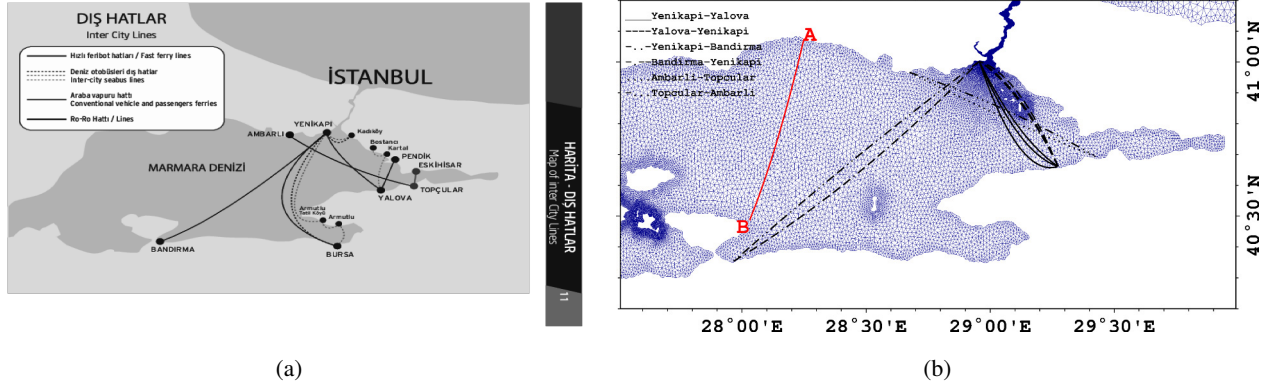 DIŞ HATLAR
Inter City Lines
Hızlı feribot hatları / Fast ferry lines
Deniz otobüsleri dış hatlar
Inter-city seabus lines
Araba vapuru hattı
Conventional vehicle and passengers ferries
Ro-Ro Hattı / Lines
İSTANBUL
YENİKAPI
AMBARLI
Kadıköy
Bostancı
Kartal
PENDİK
ESKİHİSAR
MARMARA DENİZİ
TOPÇULAR
YALOVA
Armutlu
Tatil Köyü
Armutlu
BANDIRMA
BURSA
HARİTA - DIŞ HATLAR
Map of inter City Lines
11
(a)
Yenikapi-Yalova
Yalova-Yenikapi
Yenikapi-Bandirma
Bandirma-Yenikapi
Ambarli-Topcular
Topcular-Ambarli
A
B
41°00'N
40°30'N
28°00'E
28°30'E
29°00'E
29°30'E
(b)